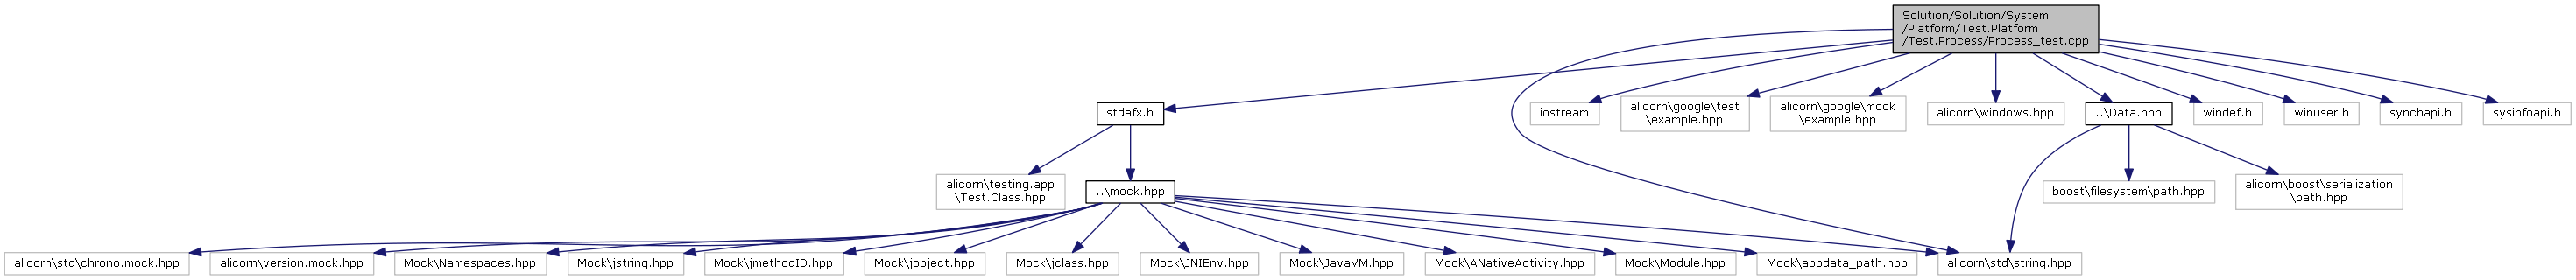 Solution/Solution/System
/Platform/Test.Platform
/Test.Process/Process_test.cpp
stdafx.h
iostream
alicorn\google\test
\example.hpp
alicorn\google\mock
\example.hpp
alicorn\windows.hpp
..\Data.hpp
windef.h
winuser.h
synchapi.h
sysinfoapi.h
alicorn\testing.app
\Test.Class.hpp
..\mock.hpp
boost\filesystem\path.hpp
alicorn\boost\serialization
\path.hpp
alicorn\std\chrono.mock.hpp
alicorn\version.mock.hpp
Mock\Namespaces.hpp
Mock\jstring.hpp
Mock\jmethodID.hpp
Mock\jobject.hpp
Mock\jclass.hpp
Mock\JNIEnv.hpp
Mock\JavaVM.hpp
Mock\ANativeActivity.hpp
Mock\Module.hpp
Mock\appdata_path.hpp
alicorn\std\string.hpp